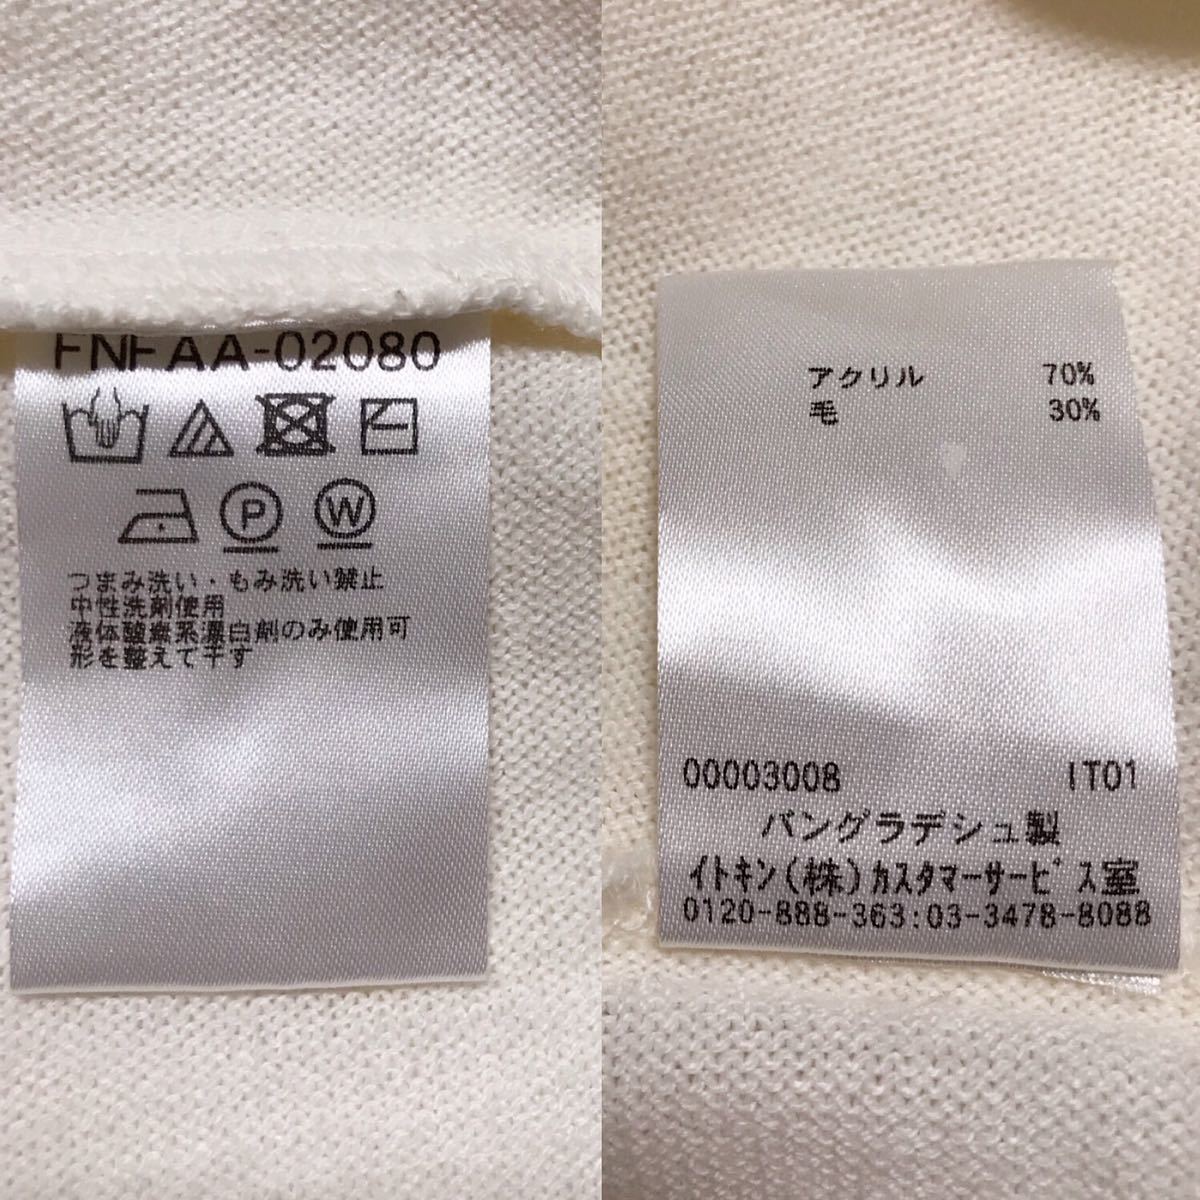 FNFAA-02080
P W
つまみ洗い・もみ洗い禁止
中性洗剤使用
液体酸素系漂白剤のみ使用可
形を整えて干す
アクリル 70%
毛 30%
00003008 IT01
バングラデシュ製
イトキン(株)カスタマーサービス室
0120-888-363:03-3478-8088